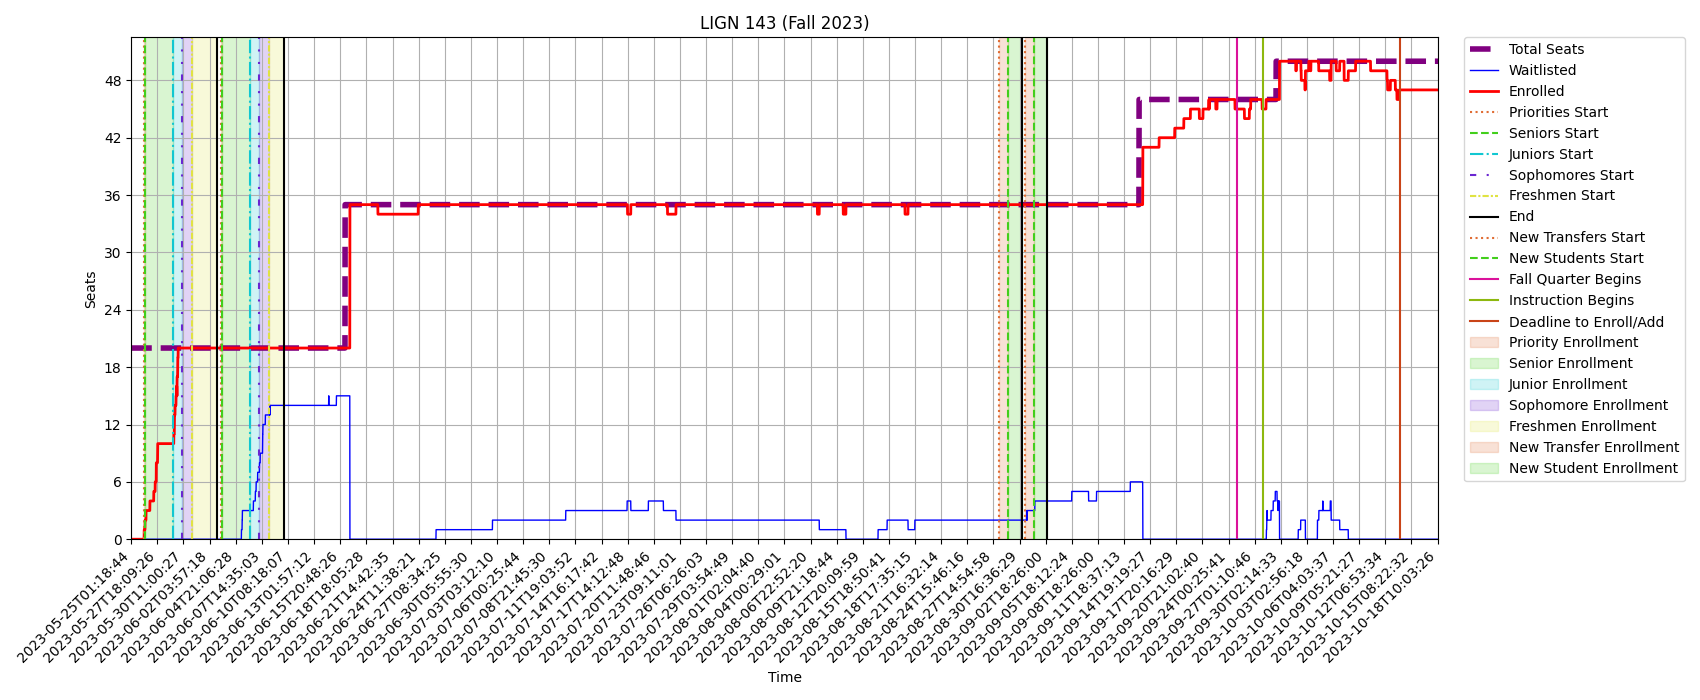 LIGN 143 (Fall 2023)
Seats
48
42
36
30
24
18
12
6
0
2023-05-25T01:18:44
2023-05-27T18:09:26
2023-05-30T11:00:27
2023-06-02T03:57:18
2023-06-04T21:06:28
2023-06-07T14:35:03
2023-06-10T08:18:07
2023-06-13T01:57:12
2023-06-15T20:48:26
2023-06-18T18:05:28
2023-06-21T14:42:35
2023-06-24T11:38:21
2023-06-27T08:34:25
2023-06-30T05:55:30
2023-07-03T03:12:10
2023-07-06T00:25:44
2023-07-08T21:45:30
2023-07-11T19:03:52
2023-07-14T16:17:42
2023-07-17T14:12:48
2023-07-20T11:48:46
2023-07-23T09:11:01
2023-07-26T06:26:03
2023-07-29T03:54:49
2023-08-01T02:04:40
2023-08-04T00:29:01
2023-08-06T22:52:20
2023-08-09T21:18:44
2023-08-12T20:09:59
2023-08-15T18:50:41
2023-08-18T17:35:15
2023-08-21T16:32:14
2023-08-24T15:46:16
2023-08-27T14:54:58
2023-08-30T16:36:29
2023-09-02T18:26:00
2023-09-05T18:12:24
2023-09-08T18:26:00
2023-09-11T18:37:13
2023-09-14T19:19:27
2023-09-17T20:16:29
2023-09-20T21:02:40
2023-09-24T00:25:41
2023-09-27T01:10:46
2023-09-30T02:14:33
2023-10-03T02:56:18
2023-10-06T04:03:37
2023-10-09T05:21:27
2023-10-12T06:53:34
2023-10-15T08:22:32
2023-10-18T10:03:26
Time
Total Seats
Waitlisted
Enrolled
Priorities Start
Seniors Start
Juniors Start
Sophomores Start
Freshmen Start
End
New Transfers Start
New Students Start
Fall Quarter Begins
Instruction Begins
Deadline to Enroll/Add
Priority Enrollment
Senior Enrollment
Junior Enrollment
Sophomore Enrollment
Freshmen Enrollment
New Transfer Enrollment
New Student Enrollment